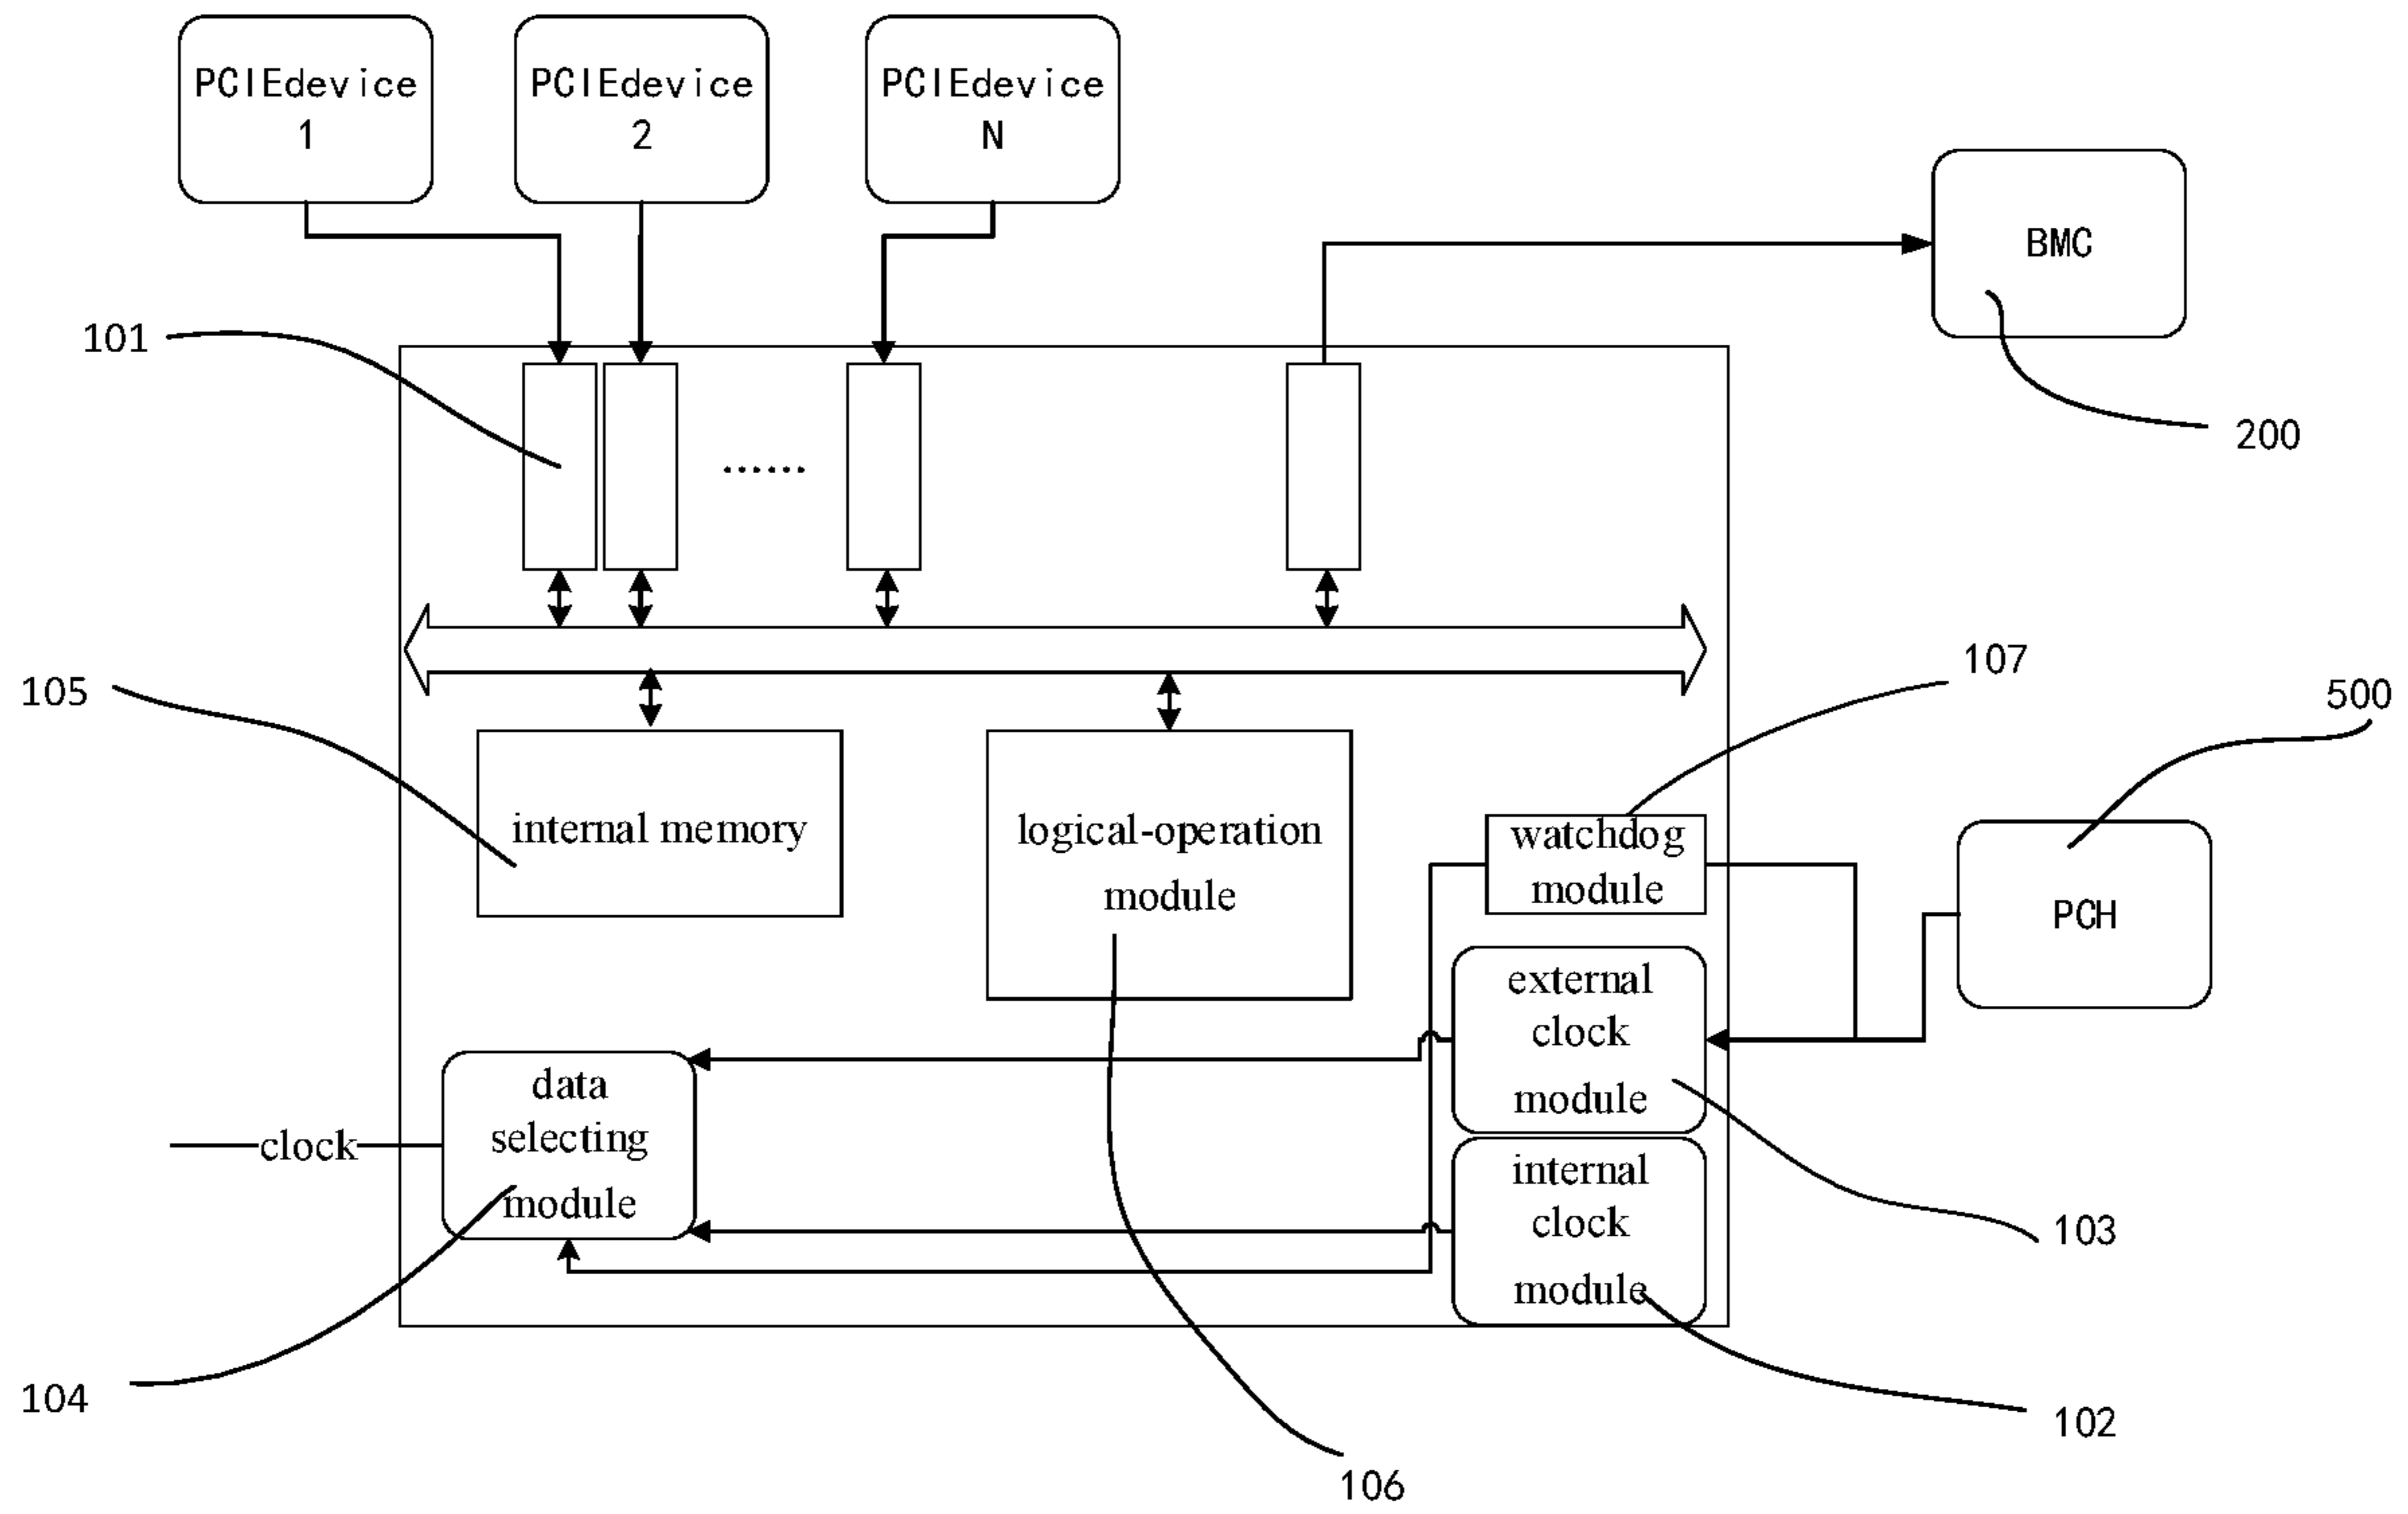 PCIEdevice
1
PCIEdevice
2
PCIEdevice
N
BMC
101
200
......
107
105
500
internal memory
logical-operation
module
watchdog
module
PCH
external
clock
module
data
selecting
module
clock
internal
clock
module
103
104
102
106